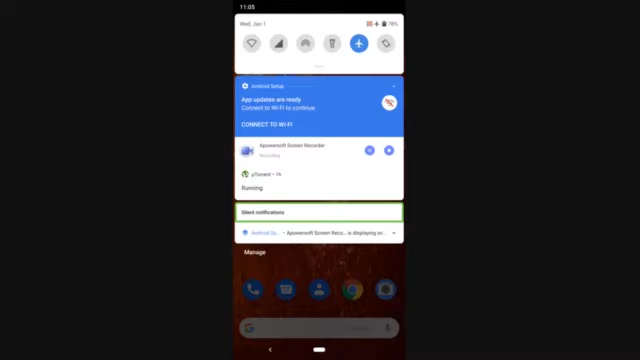 11:05
Wed, Jan 1
78%
Android Setup
App updates are ready
Connect to Wi-Fi to continue
CONNECT TO WI-FI
Apowersoft Screen Recorder
Recording
µTorrent • 1h
Running
Silent notifications
Android Sy... • Apowersoft Screen Reco... is displaying ov...
Manage